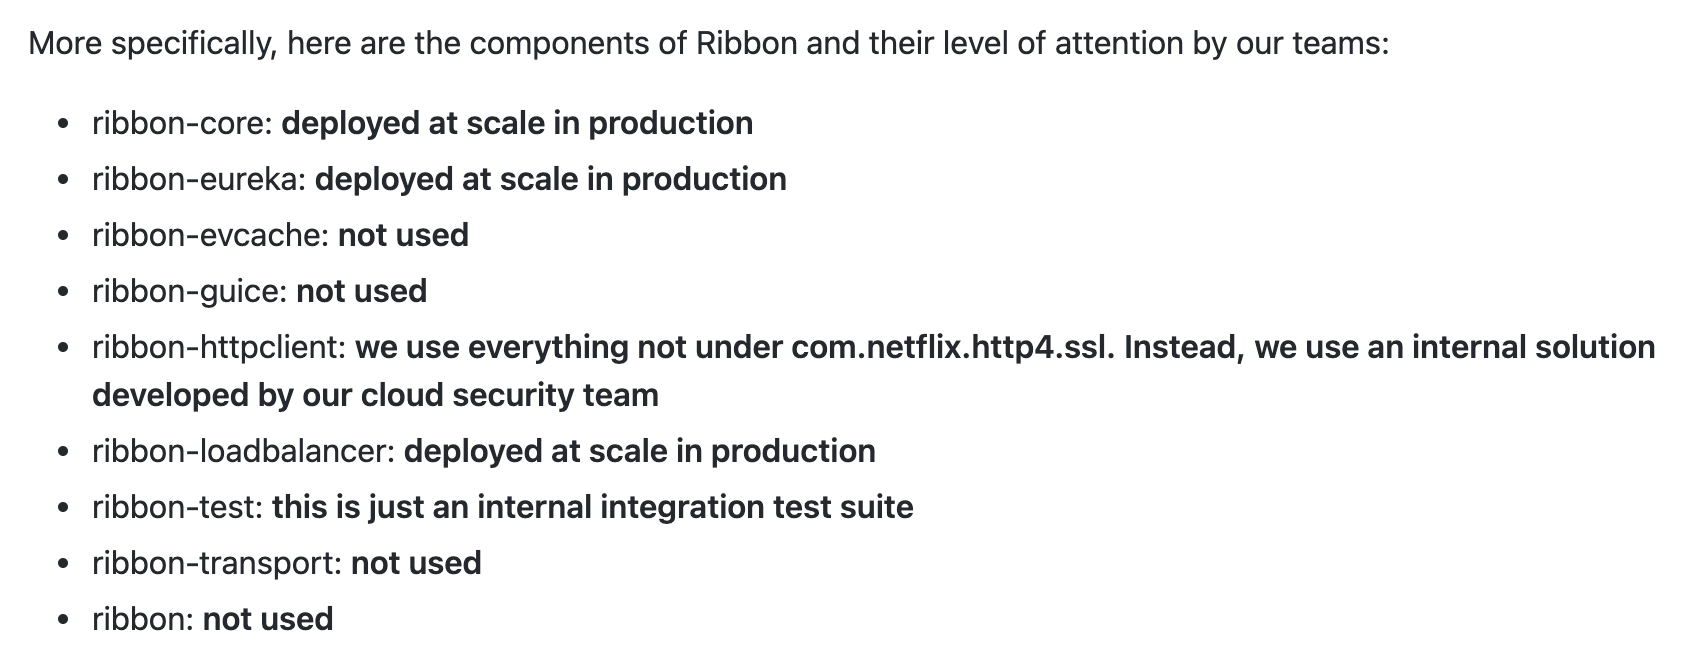 More specifically, here are the components of Ribbon and their level of attention by our teams:
• ribbon-core: deployed at scale in production
• ribbon-eureka: deployed at scale in production
• ribbon-evcache: not used
• ribbon-guice: not used
• ribbon-httpclient: we use everything not under com.netflix.http4.ssl. Instead, we use an internal solution
developed by our cloud security team
• ribbon-loadbalancer: deployed at scale in production
• ribbon-test: this is just an internal integration test suite
• ribbon-transport: not used
• ribbon: not used